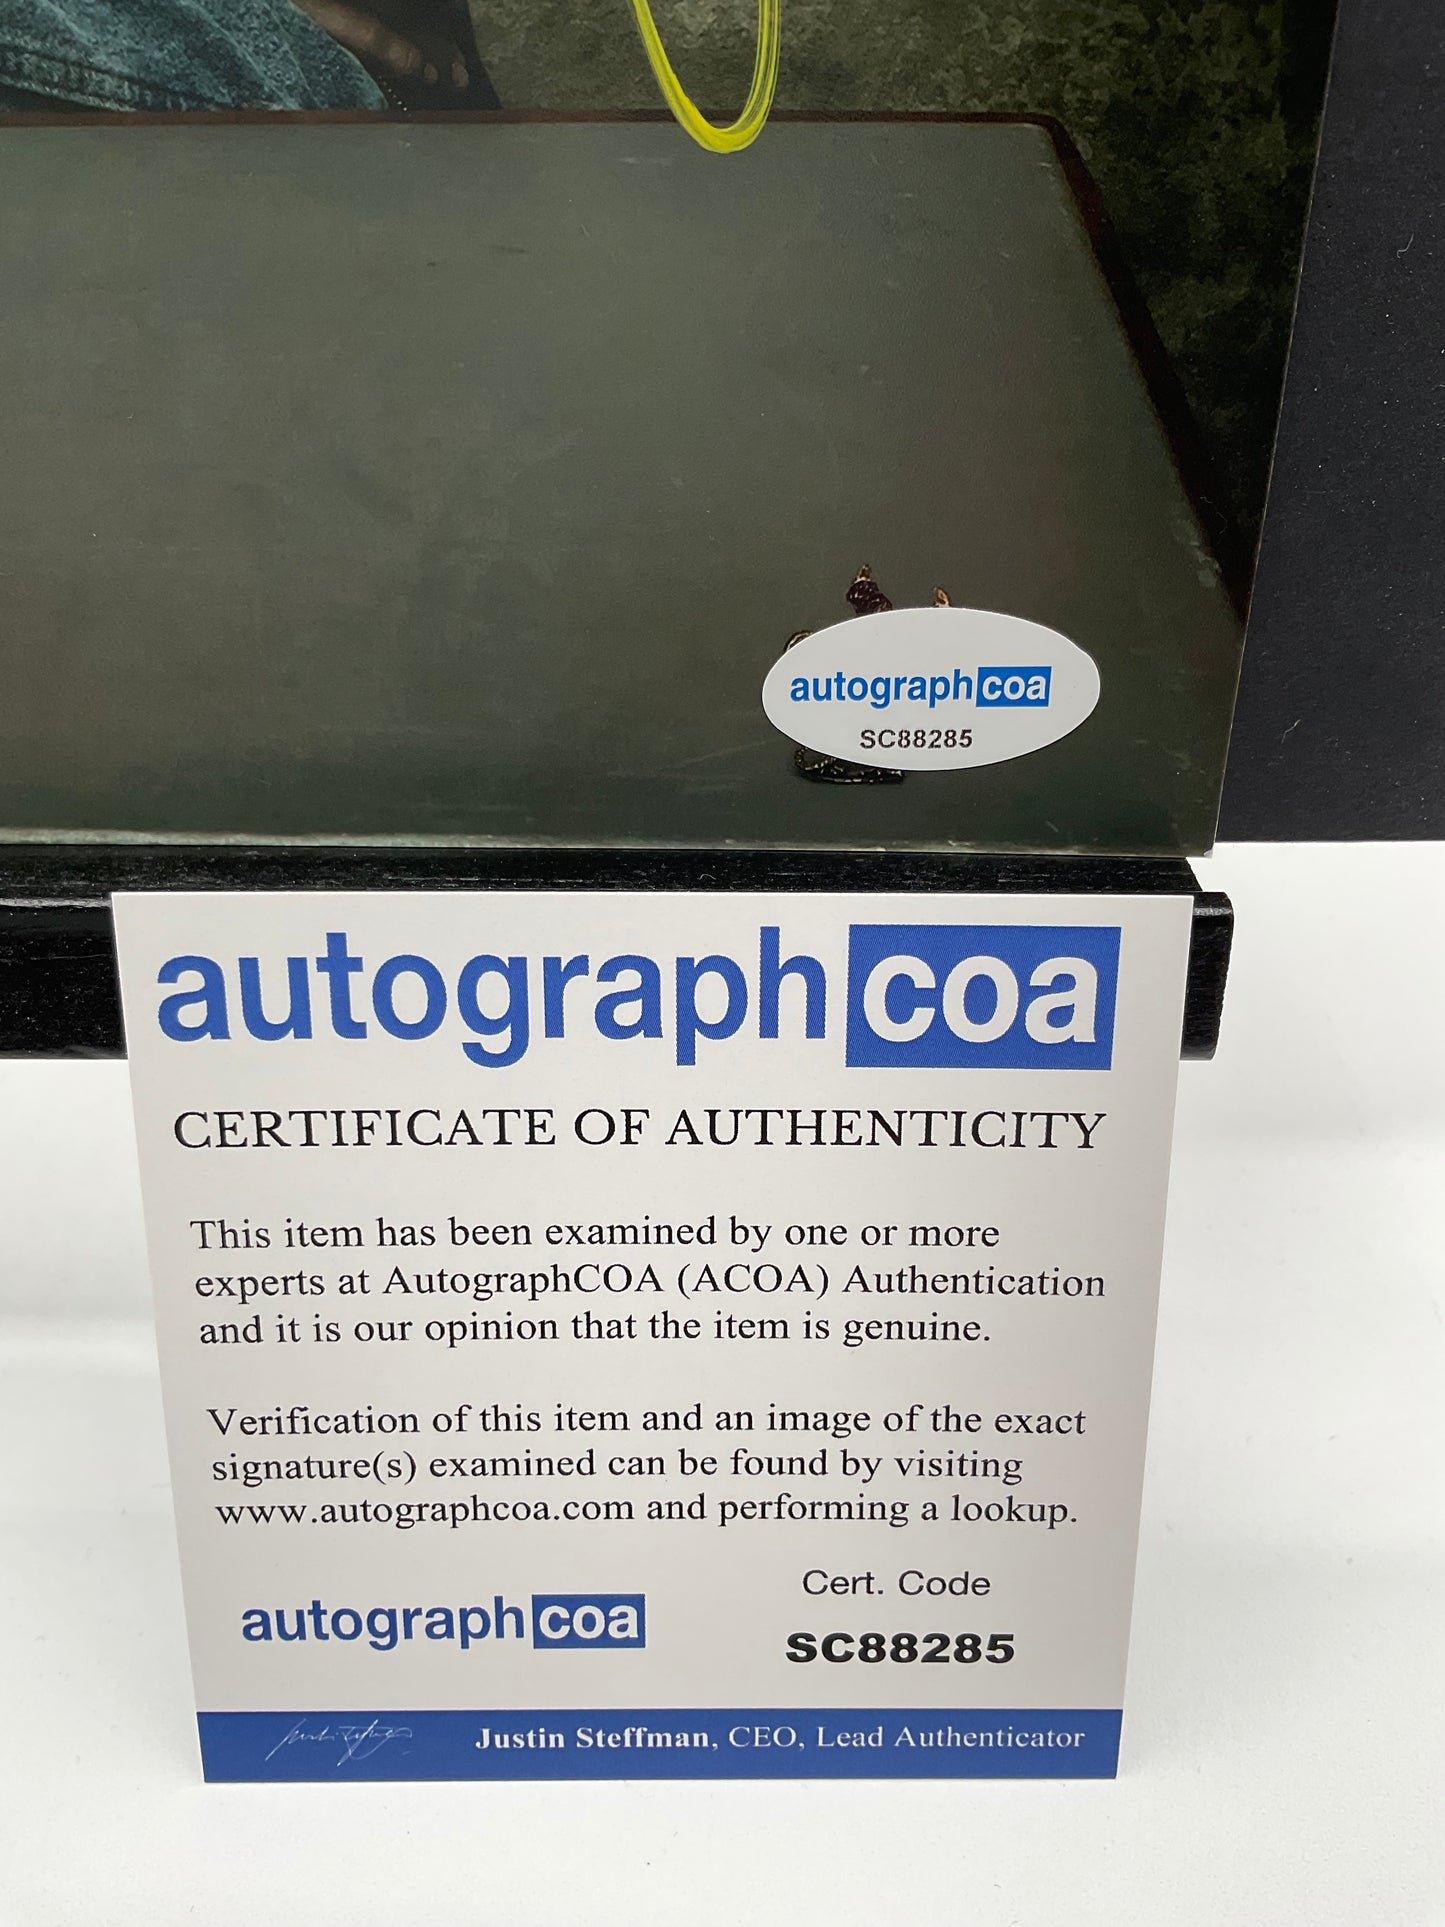 autographcoa
SC88285
autographcoa
CERTIFICATE OF AUTHENTICITY
This item has been examined by one or more
experts at AutographCOA (ACOA) Authentication
and it is our opinion that the item is genuine.
Verification of this item and an image of the exact
signature(s) examined can be found by visiting
www.autographcoa.com and performing a lookup.
Cert. Code
autographcoa
SC88285
Justin Steffman, CEO, Lead Authenticator